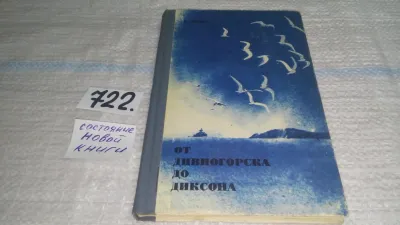 722.
состояние
новой
книги
ОТ
ДИВНОГОРСКА
ДО
ДИКСОНА